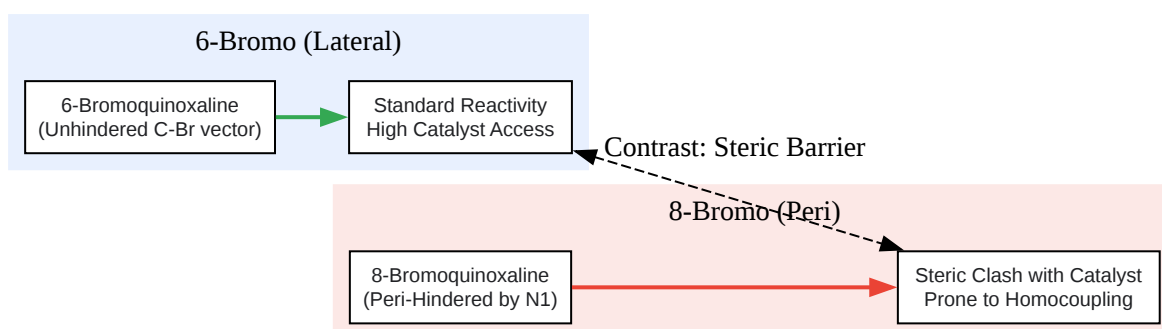 6-Bromo (Lateral)
6-Bromoquinoxaline
(Unhindered C-Br vector)
Standard Reactivity
High Catalyst Access
Contrast: Steric Barrier
8-Bromo (Peri)
8-Bromoquinoxaline
(Peri-Hindered by N1)
Steric Clash with Catalyst
Prone to Homocoupling